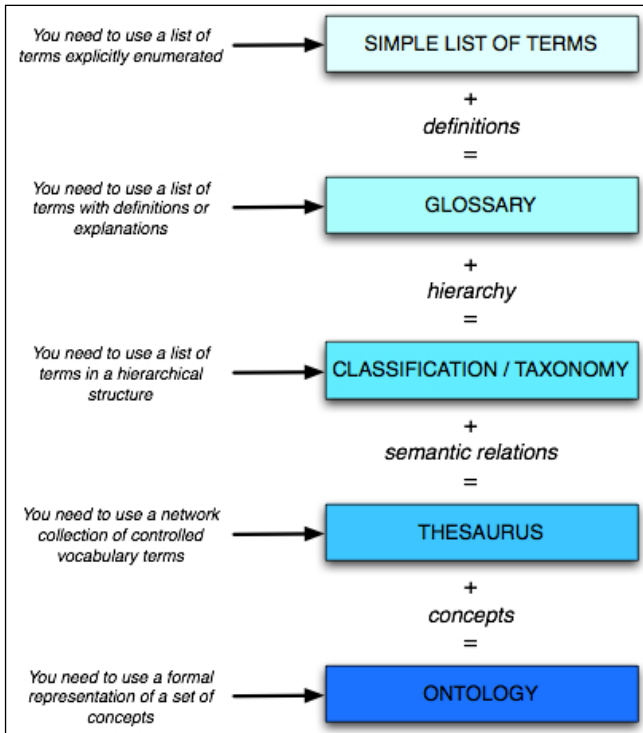 You need to use a list of
terms explicitly enumerated
SIMPLE LIST OF TERMS
+
definitions
=
You need to use a list of
terms with definitions or
explanations
GLOSSARY
+
hierarchy
=
You need to use a list of
terms in a hierarchical
structure
CLASSIFICATION / TAXONOMY
+
semantic relations
=
You need to use a network
collection of controlled
vocabulary terms
THESAURUS
+
concepts
=
You need to use a formal
representation of a set of
concepts
ONTOLOGY